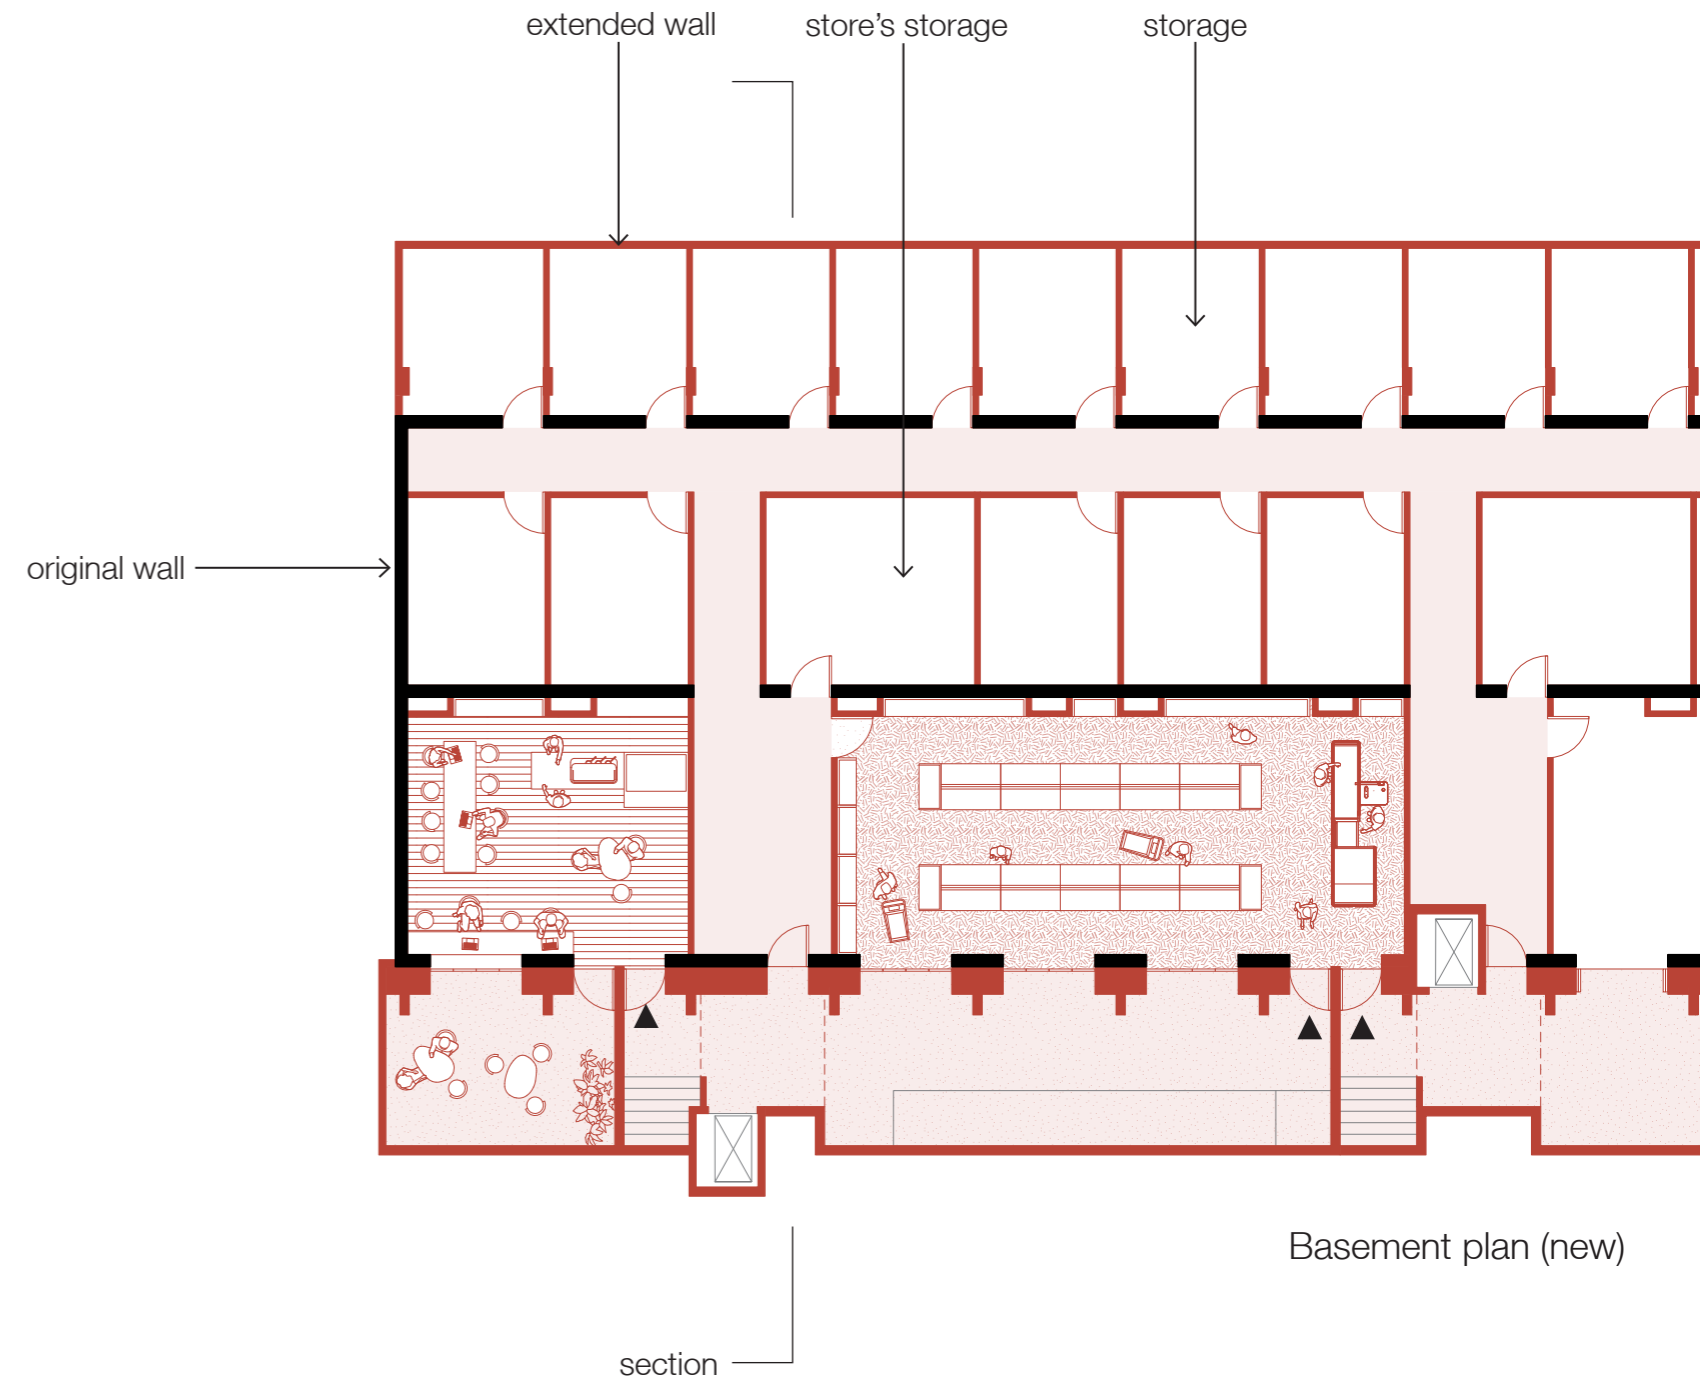 extended wall
store’s storage
storage
original wall
Basement plan (new)
section